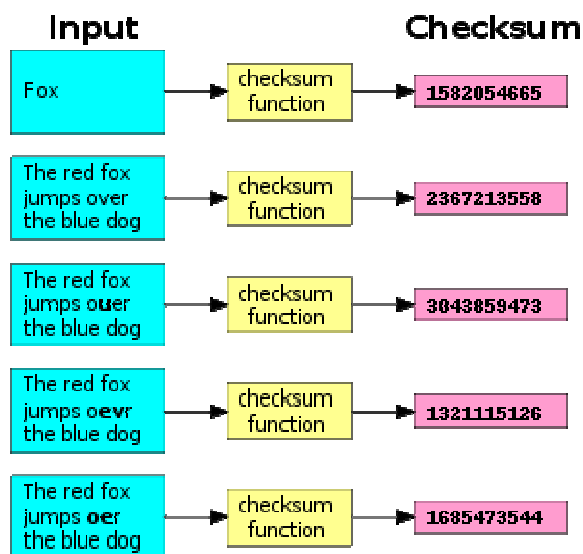 Input
Checksum
Fox
checksum
function
1582054665
The red fox
jumps over
the blue dog
checksum
function
2367213558
The red fox
jumps ouer
the blue dog
checksum
function
3043859473
The red fox
jumps oevr
the blue dog
checksum
function
1321115126
The red fox
jumps oer
the blue dog
checksum
function
1685473544